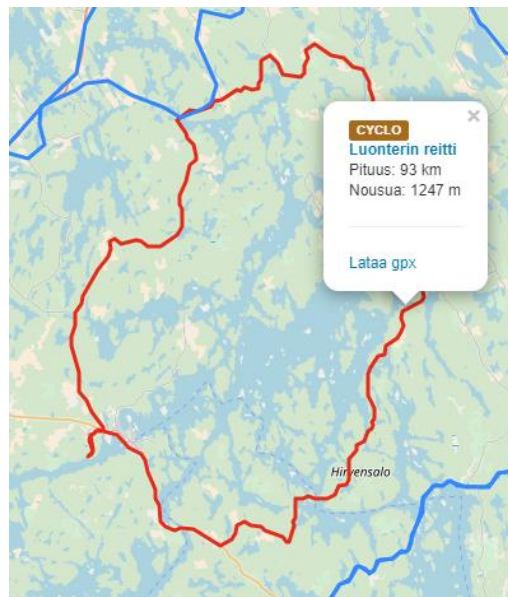 CYCLO
×
Luonterin reitti
Pituus: 93 km
Nousua: 1247 m
Lataa gpx
Hirvensalo